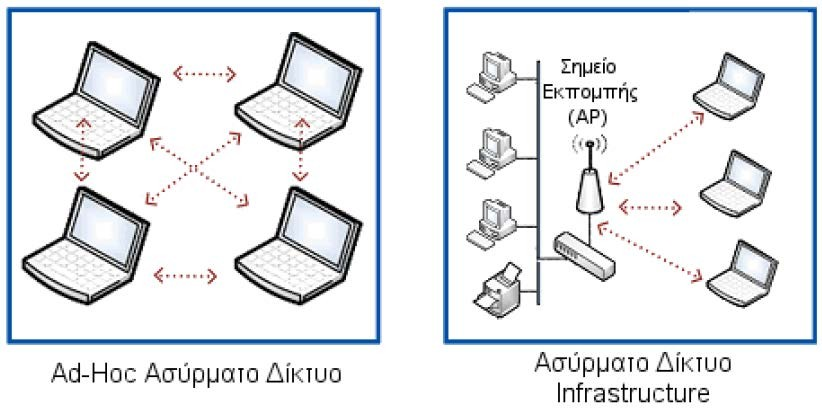 Σημείο
Εκπομπής
(AP)
Ad-Hoc Ασύρματο Δίκτυο
Ασύρματο Δίκτυο
Infrastructure